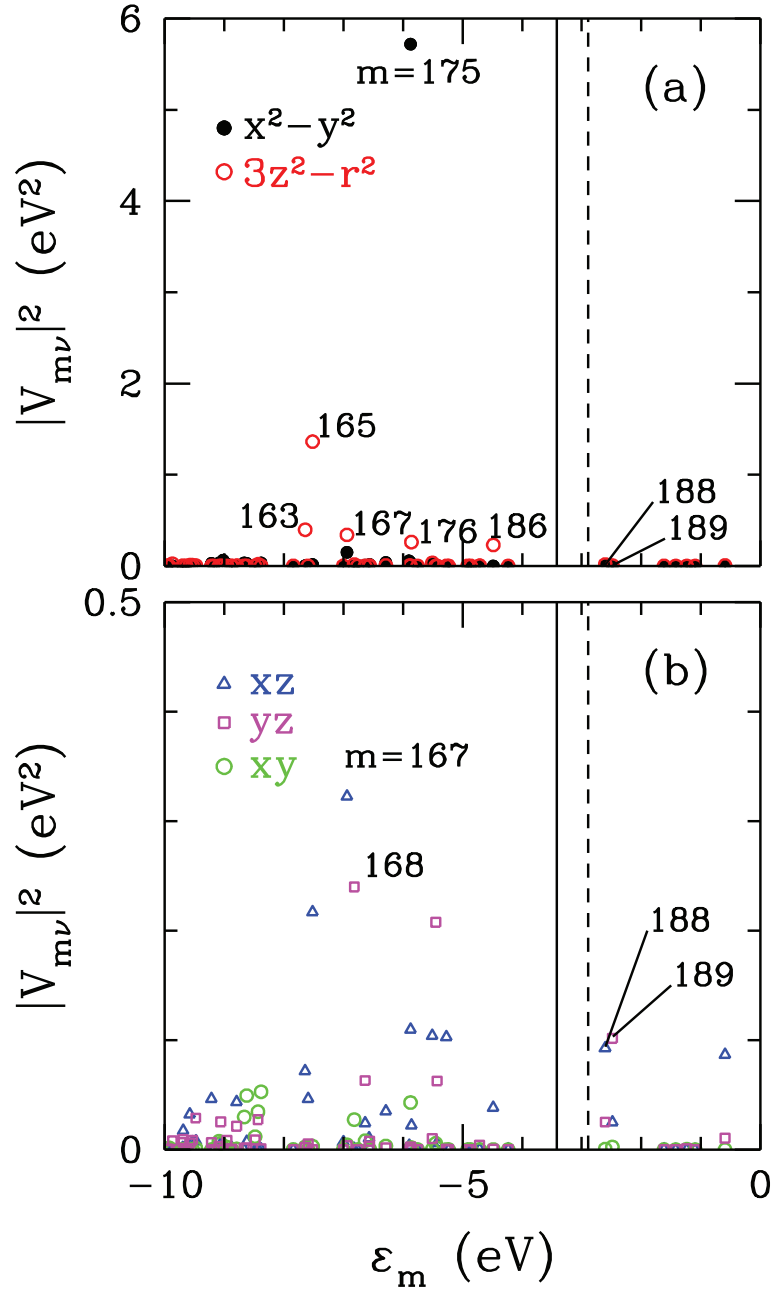 6
m=175
(a)
x²−y²
3z²−r²
4
|V_mν|² (eV²)
2
165
163
167
176
186
188
189
0
0.5
(b)
xz
yz
xy
m=167
168
|V_mν|² (eV²)
188
189
0
−10
−5
0
ε_m (eV)